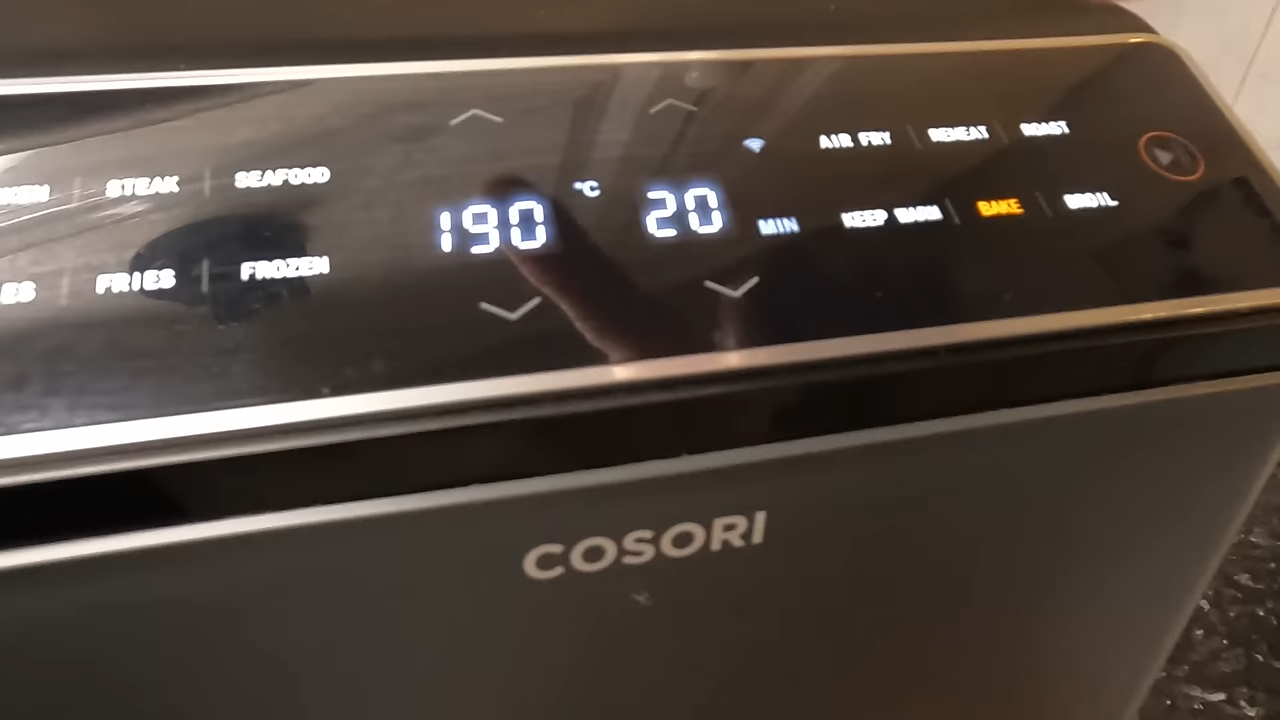 STEAK | SEAFOOD
190 °C 20 MIN
AIR FRY | REHEAT | ROAST
FRIES | FROZEN
KEEP WARM | BAKE | BROIL
COSORI